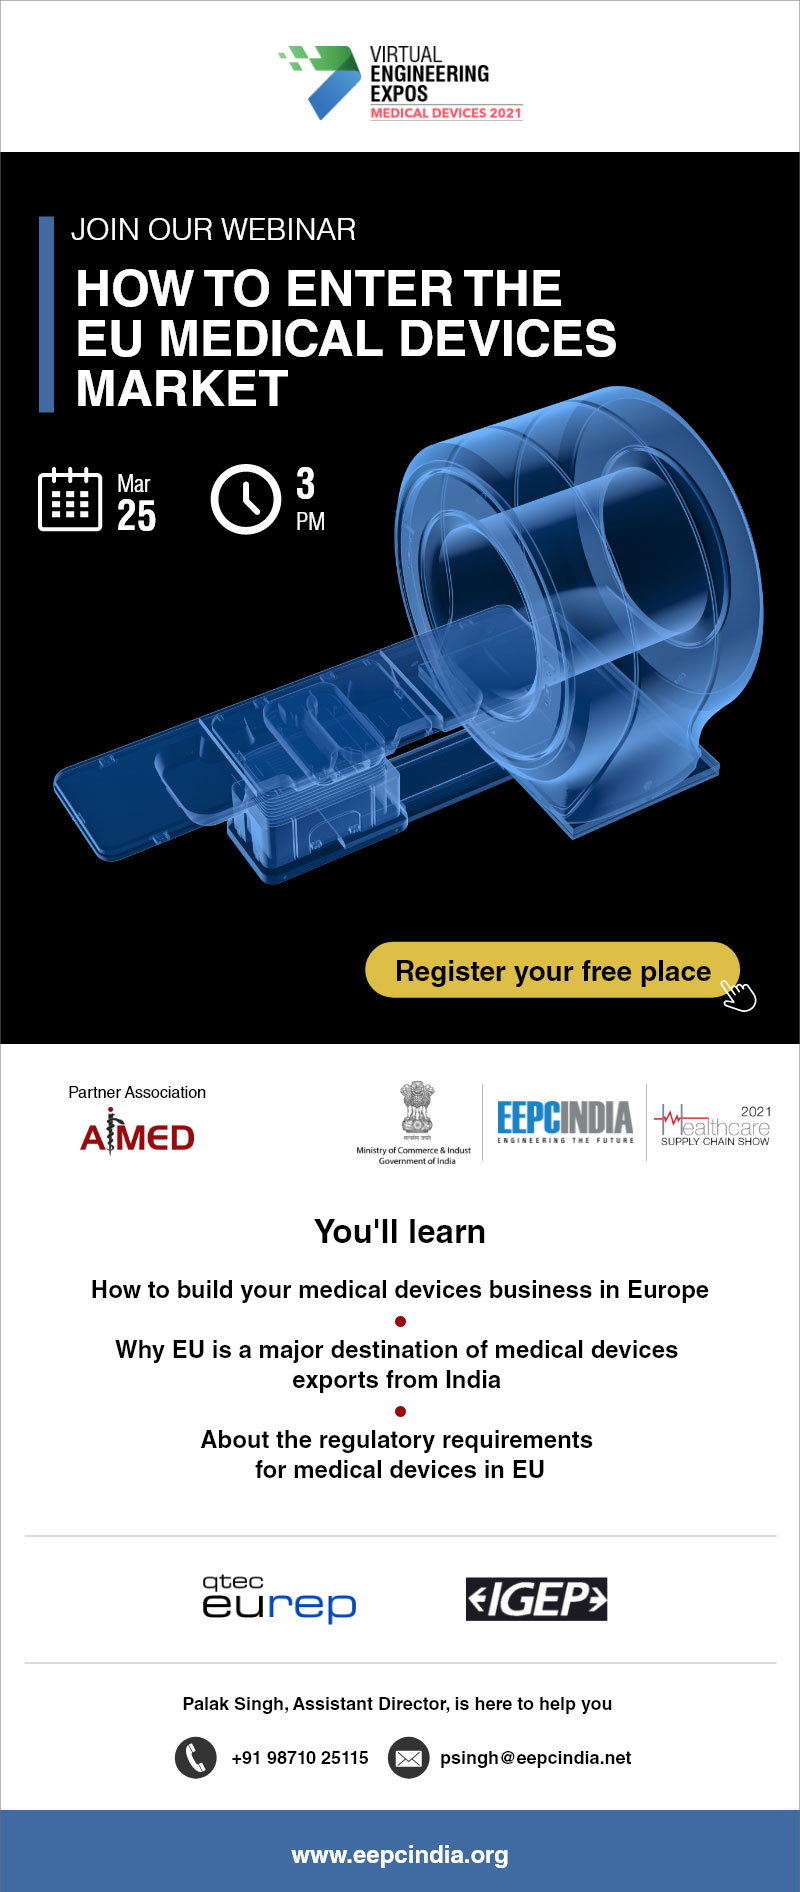 VIRTUAL
ENGINEERING
EXPOS
MEDICAL DEVICES 2021
JOIN OUR WEBINAR
HOW TO ENTER THE
EU MEDICAL DEVICES
MARKET
Mar
25
3
PM
Register your free place
Partner Association
AiMED
सत्यमेव जयते
Ministry of Commerce & Indust
Government of India
EEPCINDIA
ENGINEERING THE FUTURE
2021
Healthcare
SUPPLY CHAIN SHOW
You'll learn
How to build your medical devices business in Europe
Why EU is a major destination of medical devices
exports from India
About the regulatory requirements
for medical devices in EU
qtec
eurep
IGEP
Palak Singh, Assistant Director, is here to help you
+91 98710 25115
psingh@eepcindia.net
www.eepcindia.org